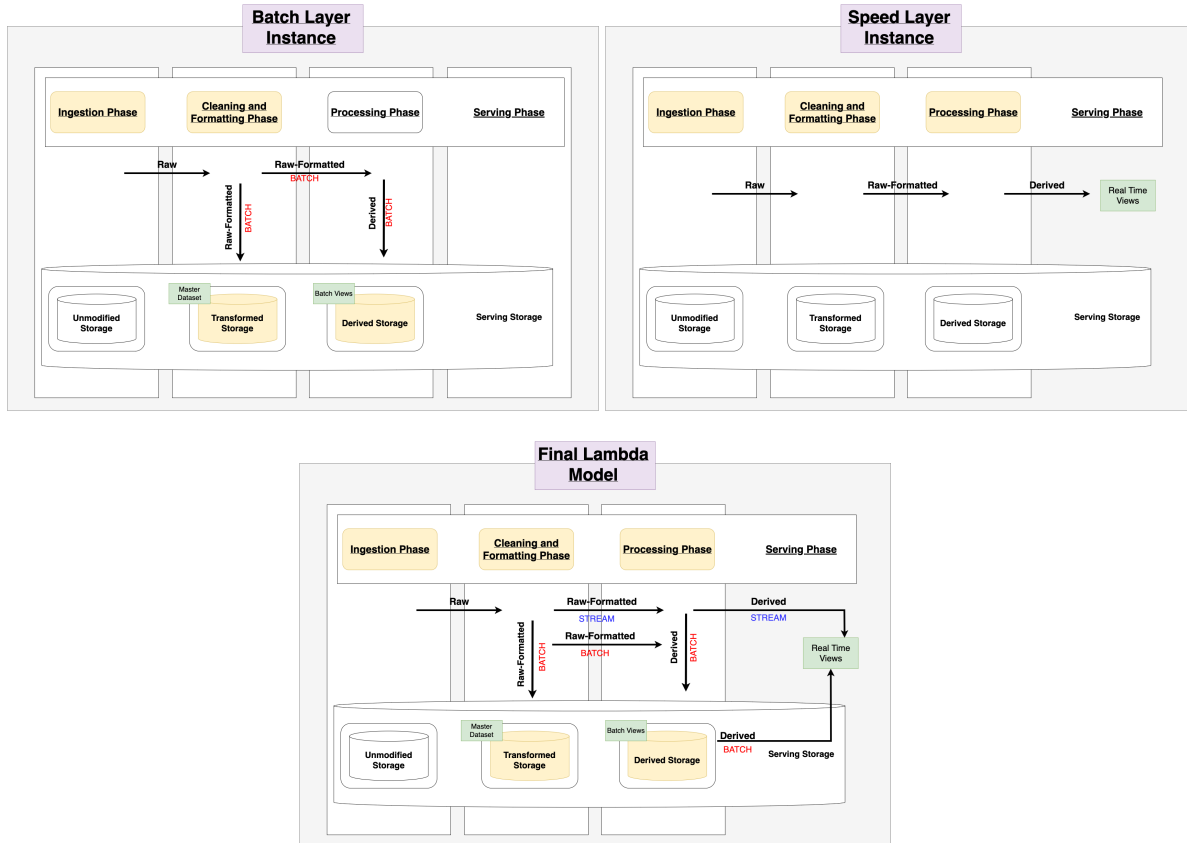 Batch Layer
Instance
Ingestion Phase
Cleaning and
Formatting Phase
Processing Phase
Serving Phase
Raw
Raw-Formatted
BATCH
Raw-Formatted
BATCH
Derived
BATCH
Master
Dataset
Batch Views
Unmodified
Storage
Transformed
Storage
Derived Storage
Serving Storage
Speed Layer
Instance
Ingestion Phase
Cleaning and
Formatting Phase
Processing Phase
Serving Phase
Raw
Raw-Formatted
Derived
Real Time
Views
Unmodified
Storage
Transformed
Storage
Derived Storage
Serving Storage
Final Lambda
Model
Ingestion Phase
Cleaning and
Formatting Phase
Processing Phase
Serving Phase
Raw
Raw-Formatted
STREAM
Derived
STREAM
Raw-Formatted
BATCH
Raw-Formatted
BATCH
Derived
BATCH
Real Time
Views
Master
Dataset
Batch Views
Unmodified
Storage
Transformed
Storage
Derived Storage
Derived
BATCH
Serving Storage